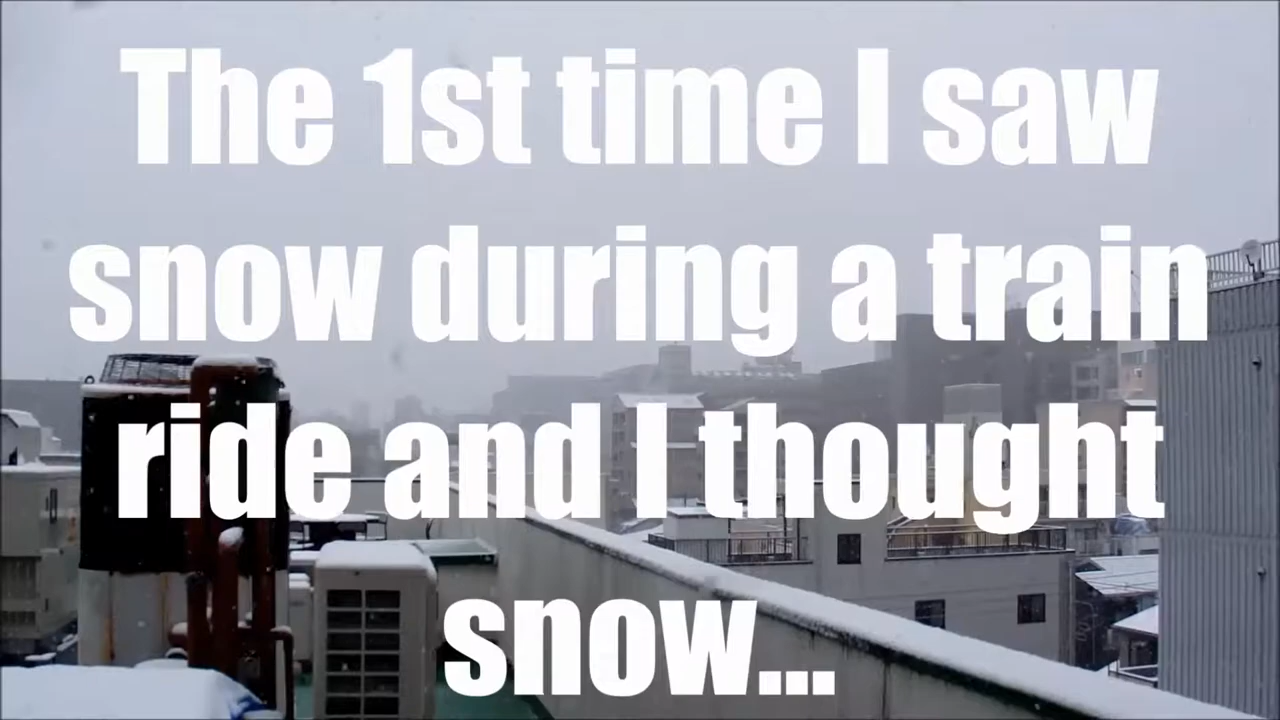 The 1st time I saw
snow during a train
ride and I thought
snow...